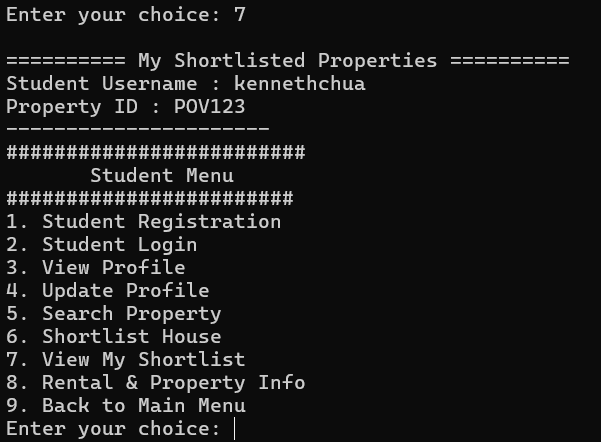 Enter your choice: 7
========== My Shortlisted Properties ==========
Student Username : kennethchua
Property ID : POV123
----------------------
#########################
Student Menu
########################
1. Student Registration
2. Student Login
3. View Profile
4. Update Profile
5. Search Property
6. Shortlist House
7. View My Shortlist
8. Rental & Property Info
9. Back to Main Menu
Enter your choice: